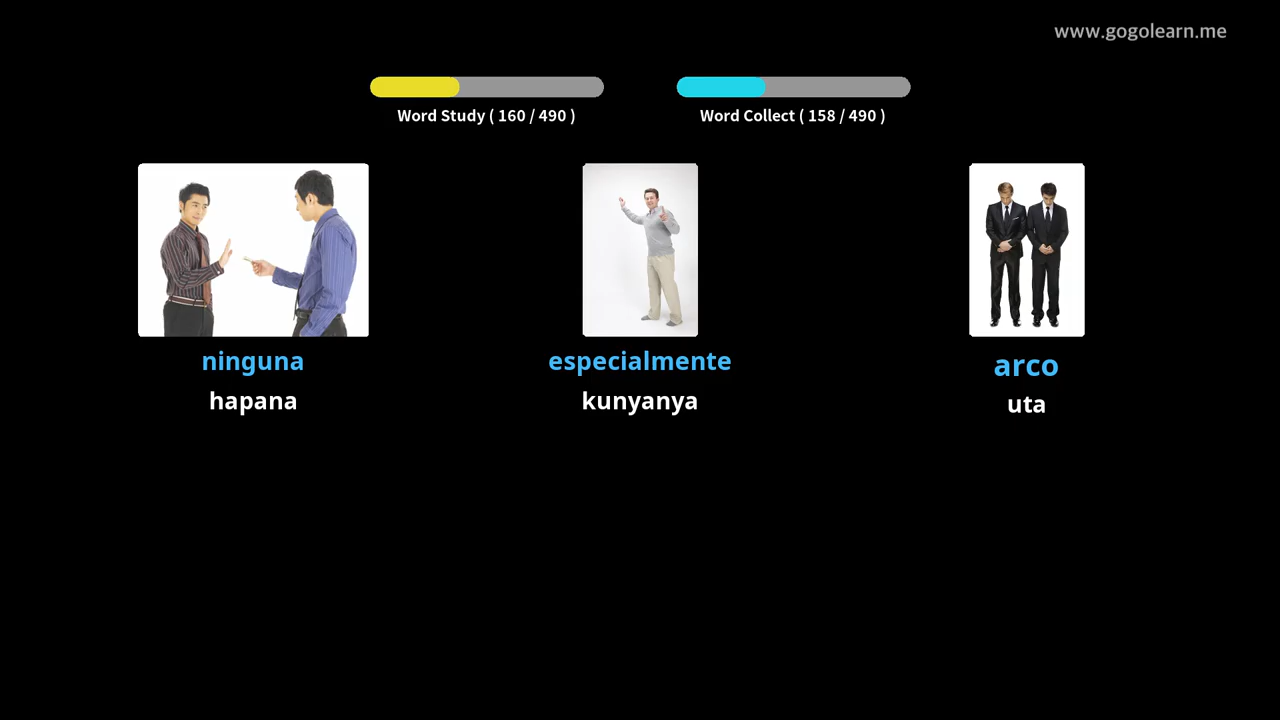 www.gogolearn.me
Word Study ( 160 / 490 )
Word Collect ( 158 / 490 )
ninguna
hapana
especialmente
kunyanya
arco
uta